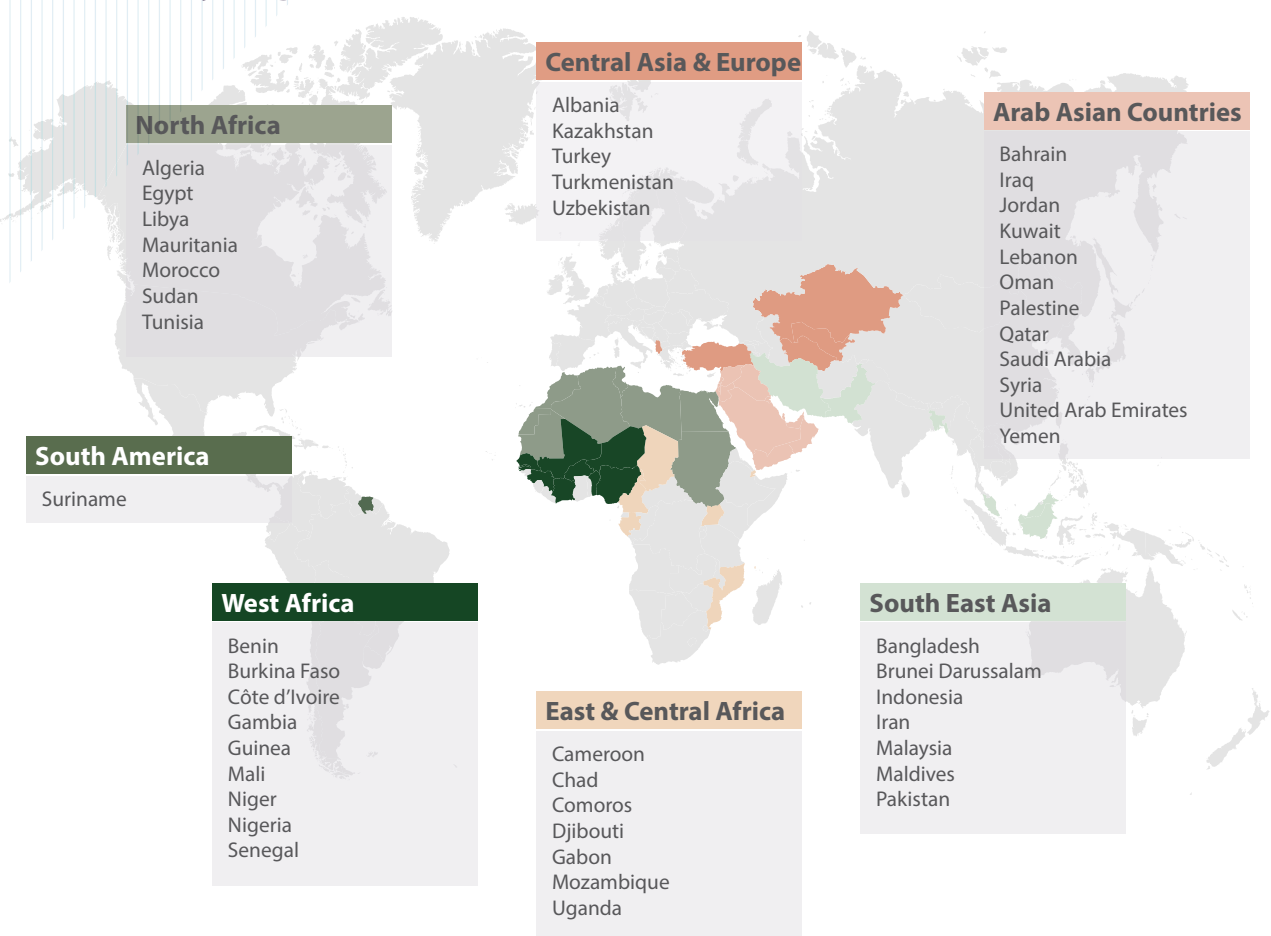 Central Asia & Europe
Albania
Kazakhstan
Turkey
Turkmenistan
Uzbekistan
North Africa
Algeria
Egypt
Libya
Mauritania
Morocco
Sudan
Tunisia
Arab Asian Countries
Bahrain
Iraq
Jordan
Kuwait
Lebanon
Oman
Palestine
Qatar
Saudi Arabia
Syria
United Arab Emirates
Yemen
South America
Suriname
West Africa
Benin
Burkina Faso
Côte d’Ivoire
Gambia
Guinea
Mali
Niger
Nigeria
Senegal
East & Central Africa
Cameroon
Chad
Comoros
Djibouti
Gabon
Mozambique
Uganda
South East Asia
Bangladesh
Brunei Darussalam
Indonesia
Iran
Malaysia
Maldives
Pakistan